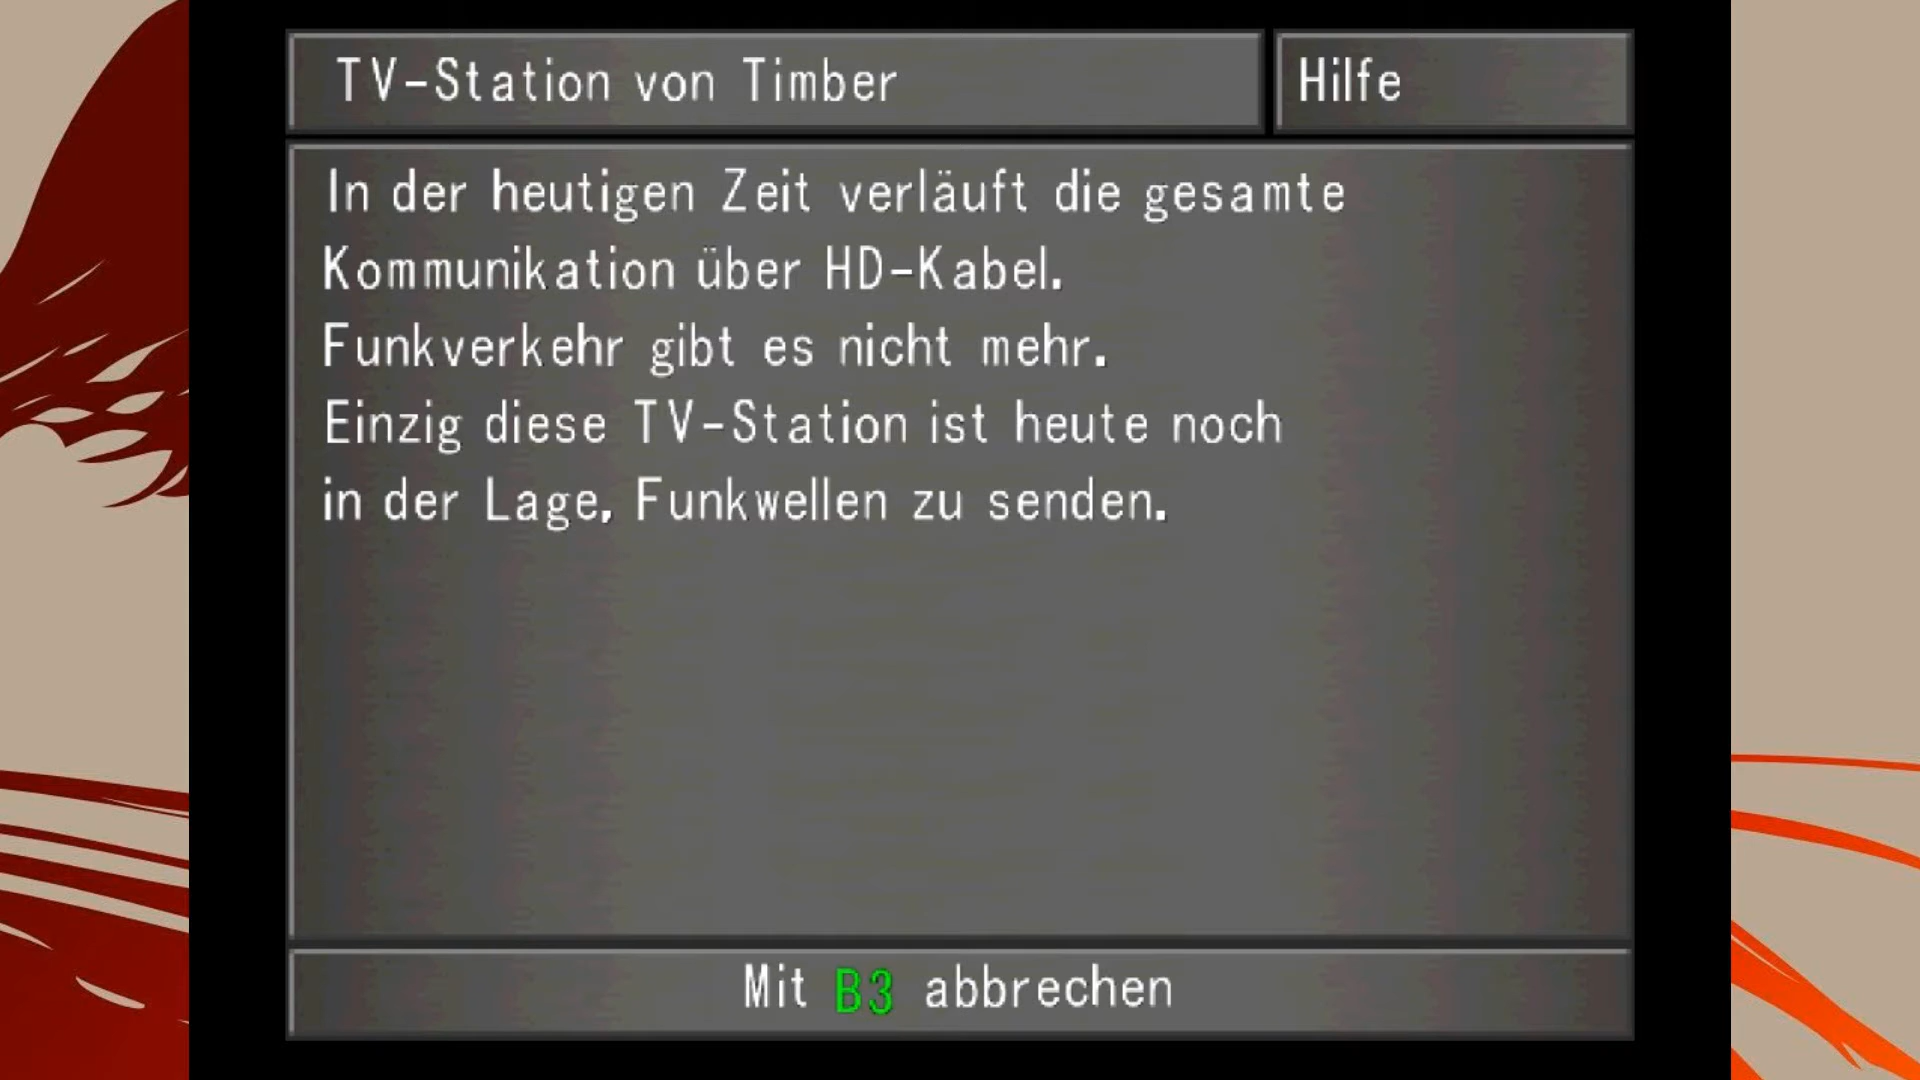 TV-Station von Timber
Hilfe
In der heutigen Zeit verläuft die gesamte
Kommunikation über HD-Kabel.
Funkverkehr gibt es nicht mehr.
Einzig diese TV-Station ist heute noch
in der Lage, Funkwellen zu senden.
Mit B3 abbrechen